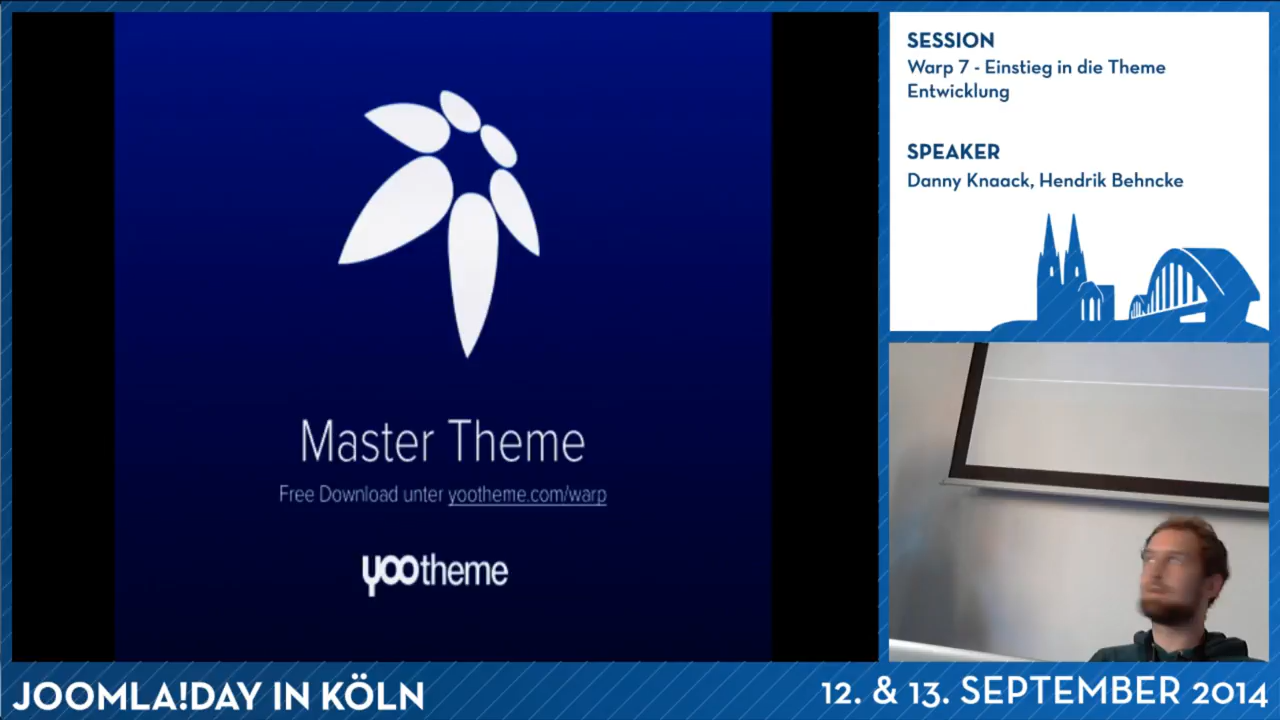 SESSION
Warp 7 - Einstieg in die Theme
Entwicklung
SPEAKER
Danny Knaack, Hendrik Behncke
Master Theme
Free Download unter yootheme.com/warp
yootheme
JOOMLA!DAY IN KÖLN
12. & 13. SEPTEMBER 2014